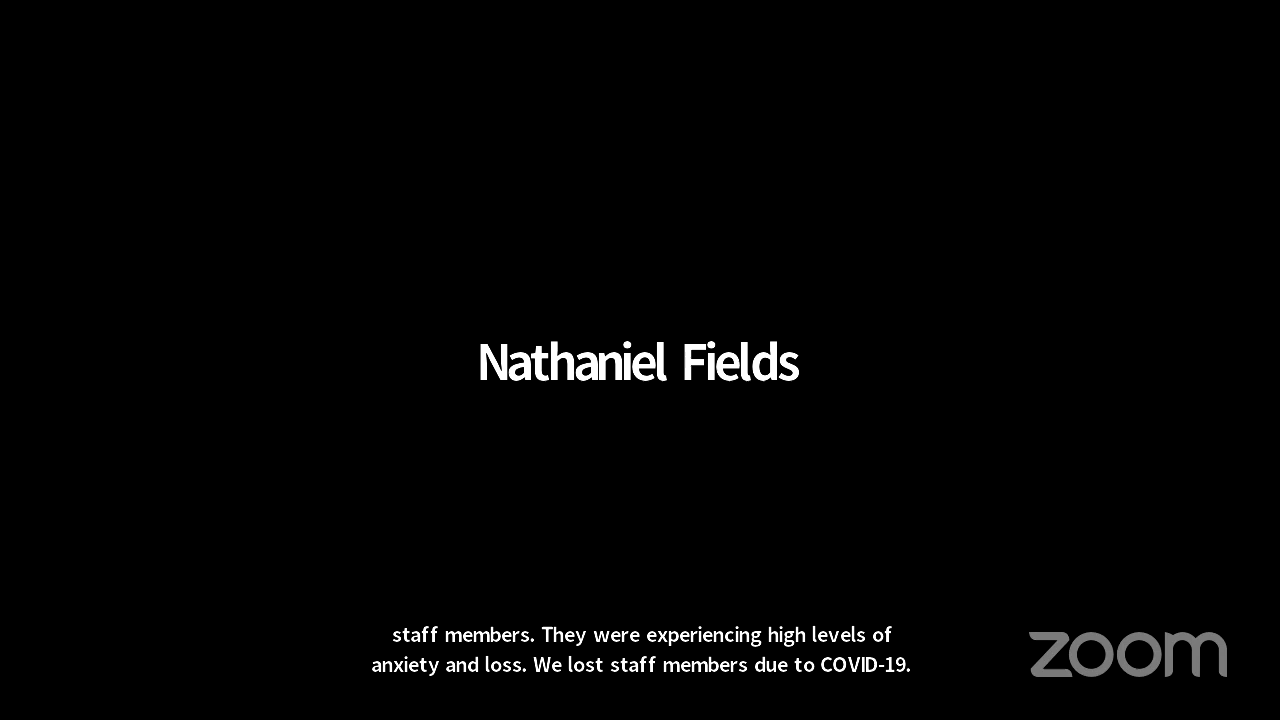 Nathaniel Fields
staff members. They were experiencing high levels of
anxiety and loss. We lost staff members due to COVID-19.
zoom